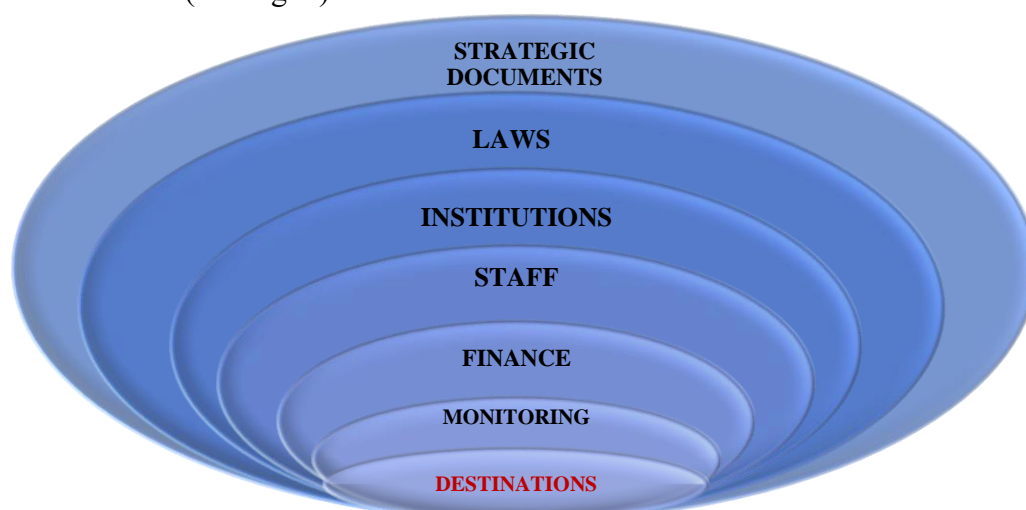 STRATEGIC
DOCUMENTS
LAWS
INSTITUTIONS
STAFF
FINANCE
MONITORING
DESTINATIONS